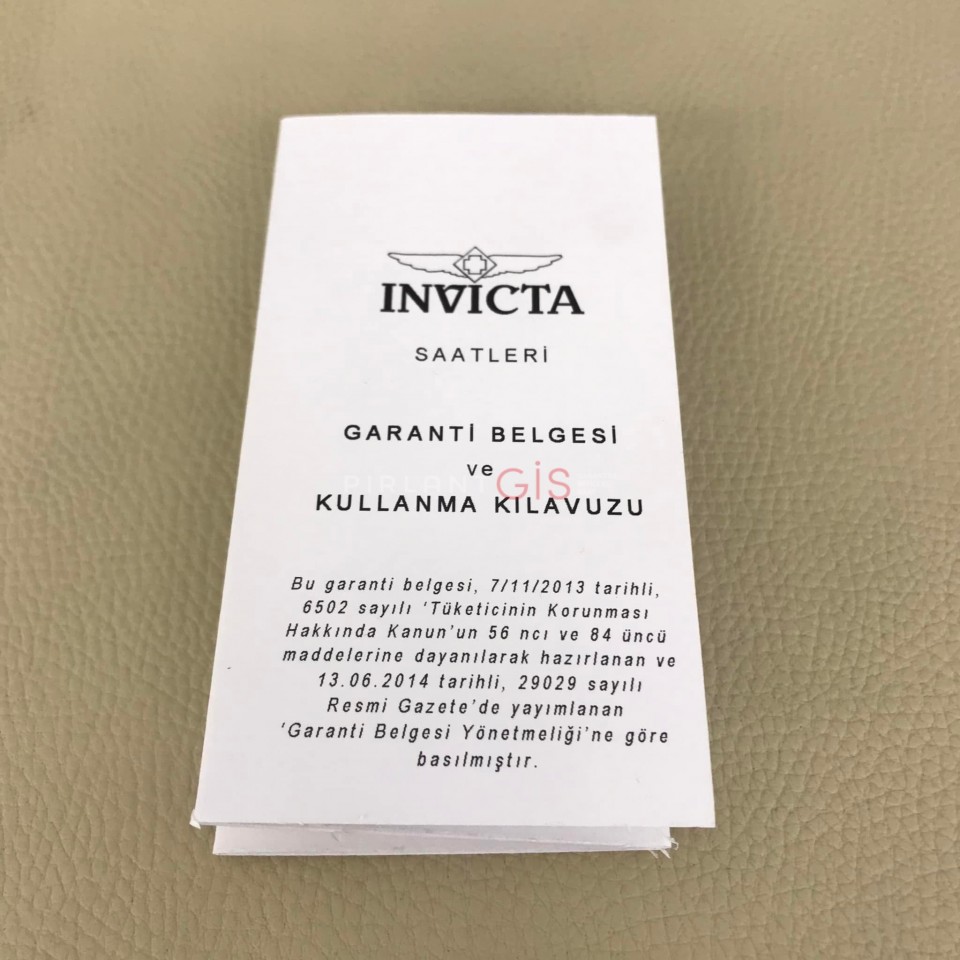 INVICTA
SAATLERİ
GARANTİ BELGESİ
ve
GİS
KULLANMA KILAVUZU
Bu garanti belgesi, 7/11/2013 tarihli,
6502 sayılı 'Tüketicinin Korunması
Hakkında Kanun'un 56 ncı ve 84 üncü
maddelerine dayanılarak hazırlanan ve
13.06.2014 tarihli, 29029 sayılı
Resmi Gazete'de yayımlanan
'Garanti Belgesi Yönetmeliği'ne göre
basılmıştır.